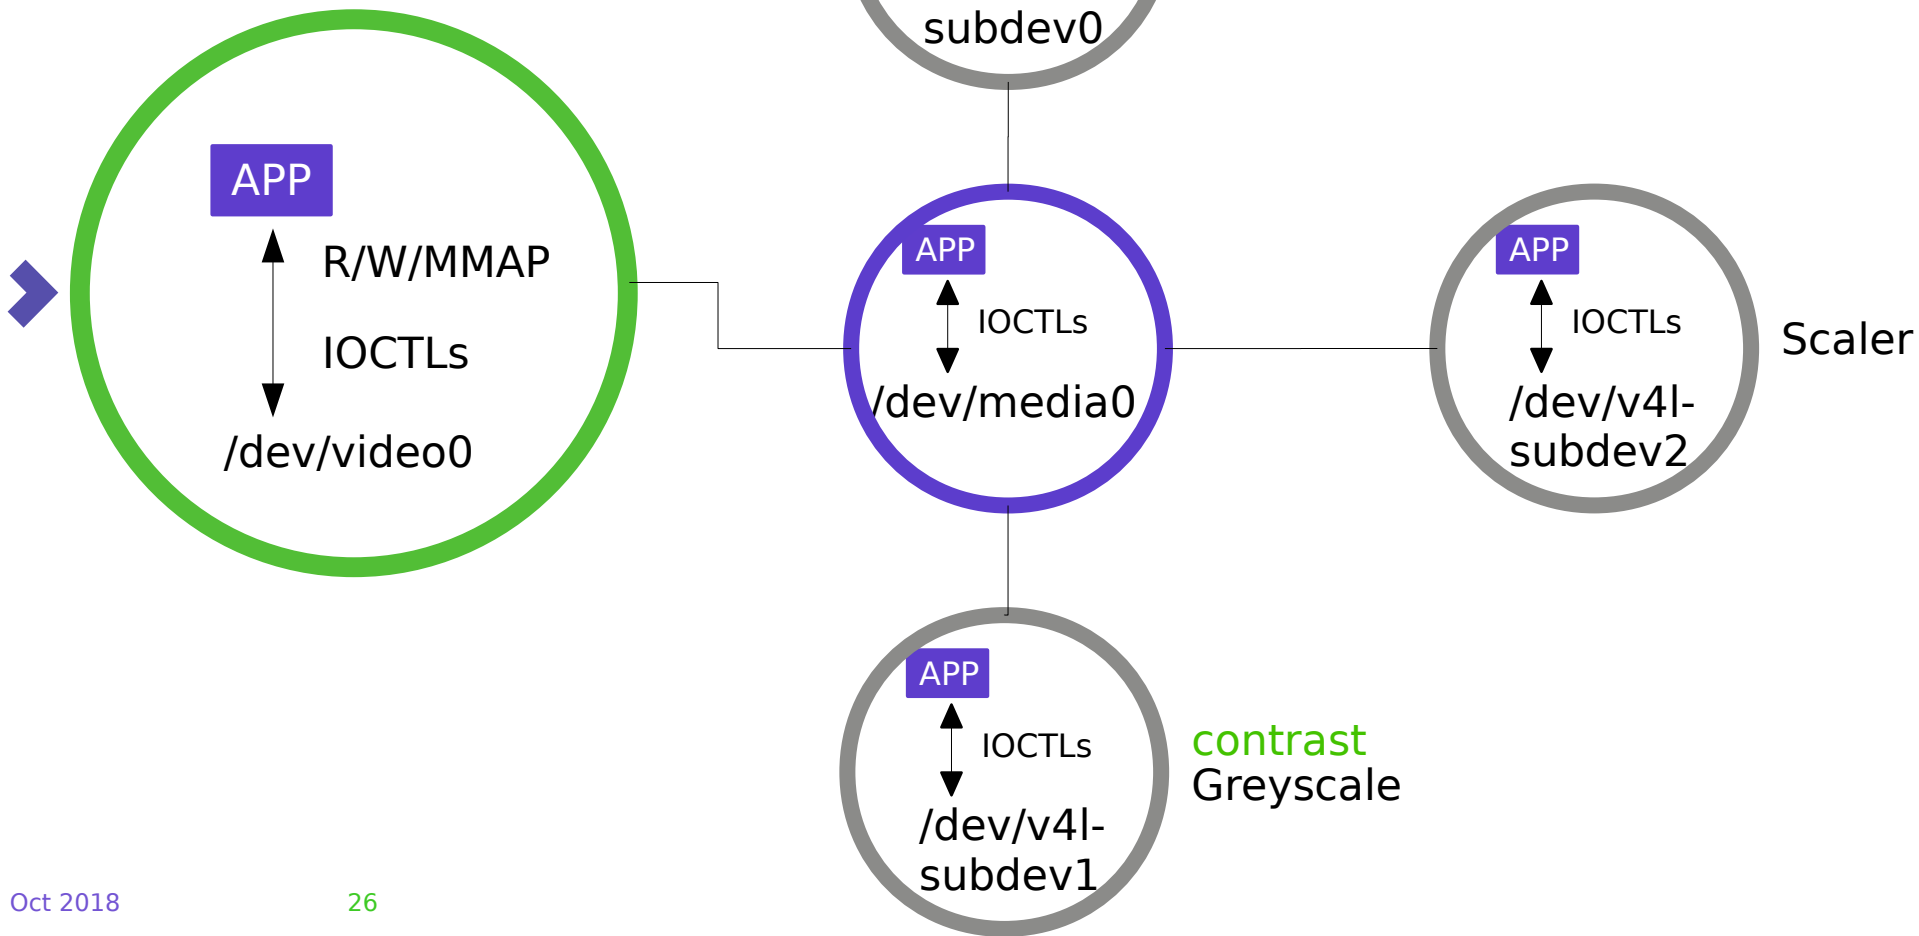 subdev0
APP
R/W/MMAP
IOCTLs
/dev/video0
APP
IOCTLs
/dev/media0
APP
IOCTLs
/dev/v4l-
subdev2
Scaler
APP
IOCTLs
/dev/v4l-
subdev1
contrast
Greyscale
Oct 2018
26